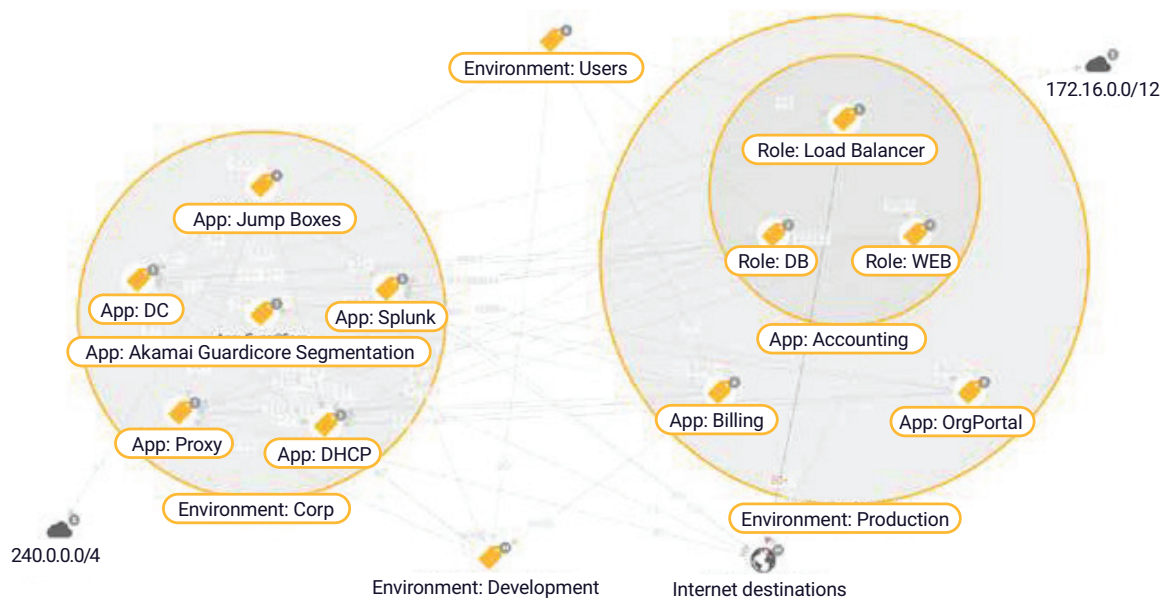 Environment: Users
172.16.0.0/12
Role: Load Balancer
App: Jump Boxes
Role: DB
Role: WEB
App: DC
App: Splunk
App: Accounting
App: Akamai Guardicore Segmentation
App: Billing
App: OrgPortal
App: Proxy
App: DHCP
Environment: Corp
Environment: Production
240.0.0.0/4
Environment: Development
Internet destinations